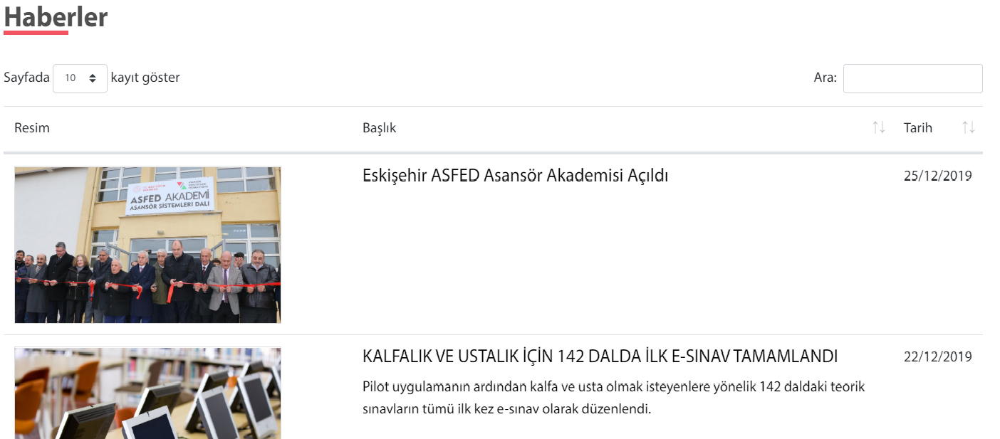 Haberler
Sayfada 10 kayıt göster
Ara:
Resim Başlık Tarih
Eskişehir ASFED Asansör Akademisi Açıldı 25/12/2019
ASFED AKADEMİ
ASANSÖR SİSTEMLERİ DALI
KALFALIK VE USTALIK İÇİN 142 DALDA İLK E-SINAV TAMAMLANDI 22/12/2019
Pilot uygulamanın ardından kalfa ve usta olmak isteyenlere yönelik 142 daldaki teorik
sınavların tümü ilk kez e-sınav olarak düzenlendi.